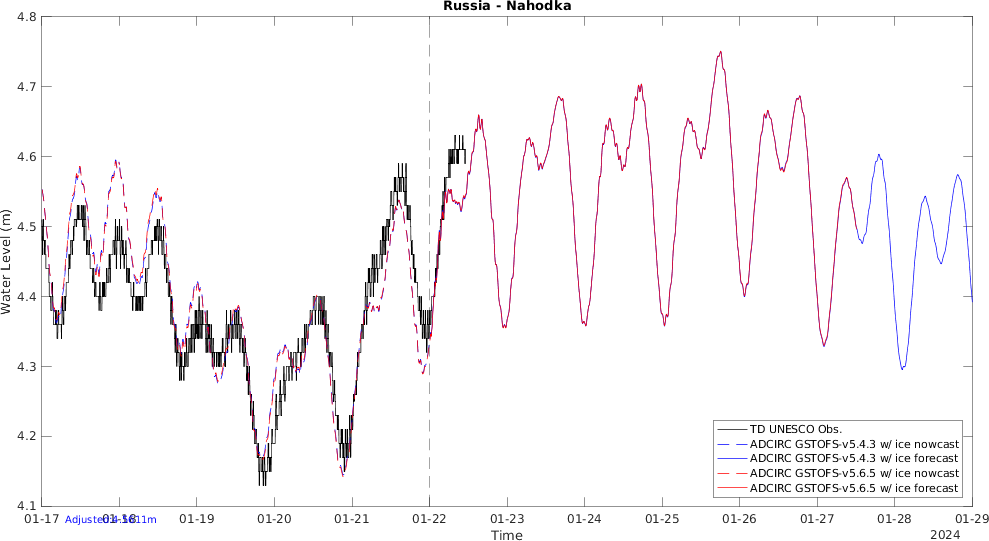 Russia - Nahodka
4.8
4.7
4.6
4.5
4.4
4.3
4.2
4.1
Water Level (m)
TD UNESCO Obs.
ADCIRC GSTOFS-v5.4.3 w/ ice nowcast
ADCIRC GSTOFS-v5.4.3 w/ ice forecast
ADCIRC GSTOFS-v5.6.5 w/ ice nowcast
ADCIRC GSTOFS-v5.6.5 w/ ice forecast
01-17 01-18 01-19 01-20 01-21 01-22 01-23 01-24 01-25 01-26 01-27 01-28 01-29
Time
2024